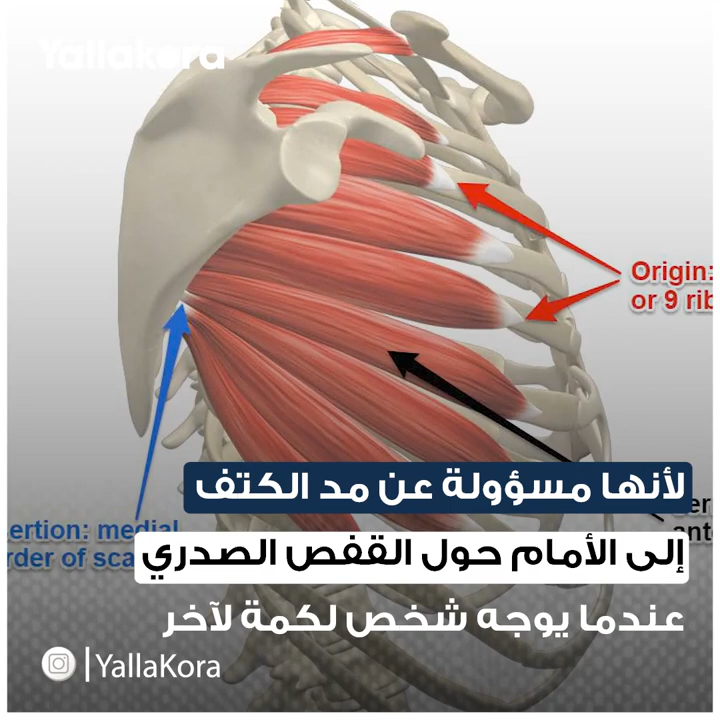 Yallakora
Origin:
or 9 rib
ertion: medial
rder of sca
لأنها مسؤولة عن مد الكتف
إلى الأمام حول القفص الصدري
عندما يوجه شخص لكمة لآخر
YallaKora